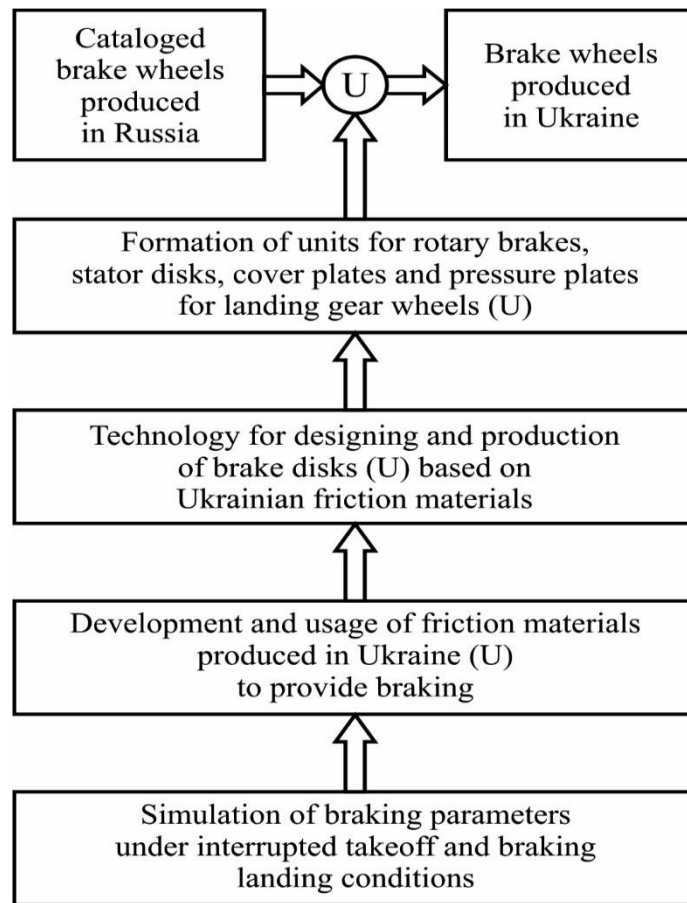 Cataloged
brake wheels
produced
in Russia
U
Brake wheels
produced
in Ukraine
Formation of units for rotary brakes,
stator disks, cover plates and pressure plates
for landing gear wheels (U)
Technology for designing and production
of brake disks (U) based on
Ukrainian friction materials
Development and usage of friction materials
produced in Ukraine (U)
to provide braking
Simulation of braking parameters
under interrupted takeoff and braking
landing conditions